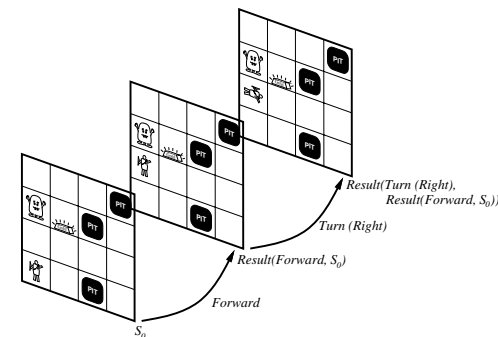 PIT
PIT
PIT
PIT
PIT
PIT
PIT
PIT
PIT
Result(Turn (Right),
Result(Forward, S0))
Turn (Right)
Result(Forward, S0)
Forward
S0